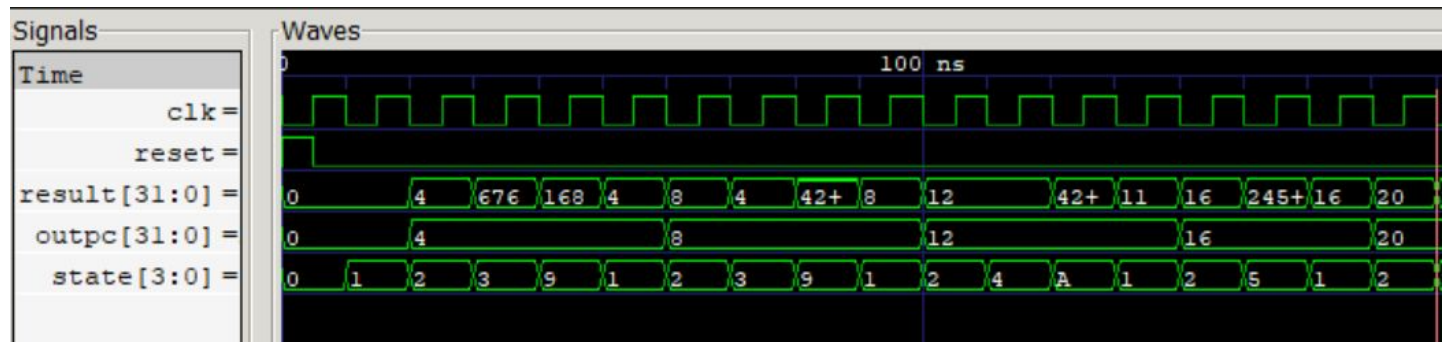 Signals Waves
Time 0 100 ns
clk =
reset =
result[31:0] = 0 4 676 168 4 8 4 42+ 8 12 42+ 11 16 245+ 16 20
outpc[31:0] = 0 4 8 12 16 20
state[3:0] = 0 1 2 3 9 1 2 3 9 1 2 4 A 1 2 5 1 2